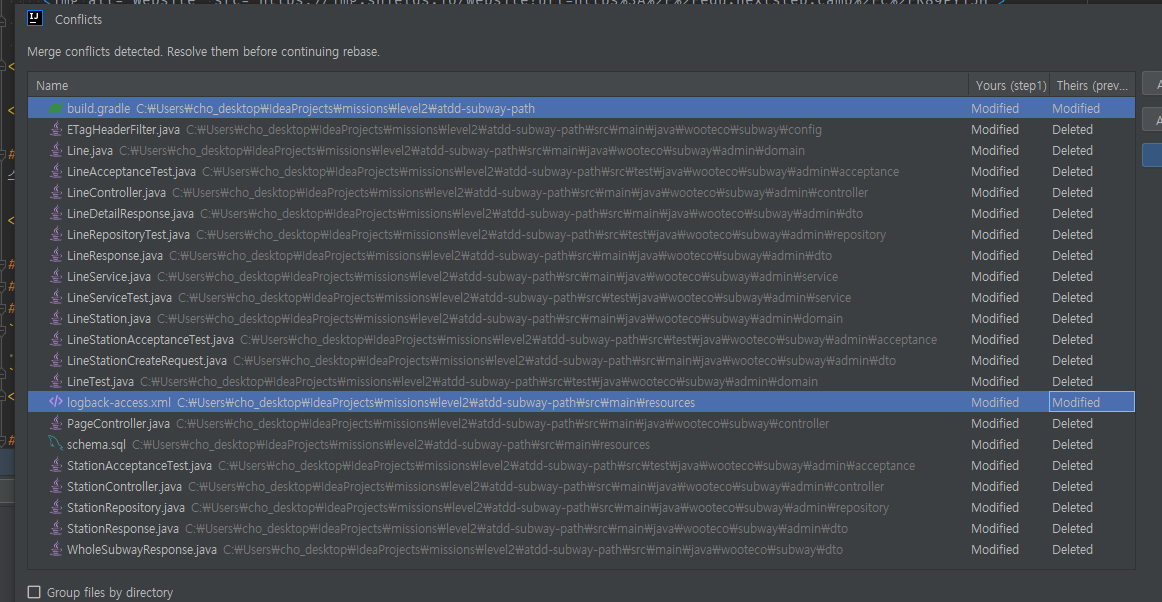 Conflicts
Merge conflicts detected. Resolve them before continuing rebase.
Name Yours (step1) Theirs (prev...
build.gradle C:₩Users₩cho_desktop₩IdeaProjects₩missions₩level2₩atdd-subway-path Modified Modified
ETagHeaderFilter.java C:₩Users₩cho_desktop₩IdeaProjects₩missions₩level2₩atdd-subway-path₩src₩main₩java₩wooteco₩subway₩config Modified Deleted
Line.java C:₩Users₩cho_desktop₩IdeaProjects₩missions₩level2₩atdd-subway-path₩src₩main₩java₩wooteco₩subway₩admin₩domain Modified Deleted
LineAcceptanceTest.java C:₩Users₩cho_desktop₩IdeaProjects₩missions₩level2₩atdd-subway-path₩src₩test₩java₩wooteco₩subway₩admin₩acceptance Modified Deleted
LineController.java C:₩Users₩cho_desktop₩IdeaProjects₩missions₩level2₩atdd-subway-path₩src₩main₩java₩wooteco₩subway₩admin₩controller Modified Deleted
LineDetailResponse.java C:₩Users₩cho_desktop₩IdeaProjects₩missions₩level2₩atdd-subway-path₩src₩main₩java₩wooteco₩subway₩admin₩dto Modified Deleted
LineRepositoryTest.java C:₩Users₩cho_desktop₩IdeaProjects₩missions₩level2₩atdd-subway-path₩src₩test₩java₩wooteco₩subway₩admin₩repository Modified Deleted
LineResponse.java C:₩Users₩cho_desktop₩IdeaProjects₩missions₩level2₩atdd-subway-path₩src₩main₩java₩wooteco₩subway₩admin₩dto Modified Deleted
LineService.java C:₩Users₩cho_desktop₩IdeaProjects₩missions₩level2₩atdd-subway-path₩src₩main₩java₩wooteco₩subway₩admin₩service Modified Deleted
LineServiceTest.java C:₩Users₩cho_desktop₩IdeaProjects₩missions₩level2₩atdd-subway-path₩src₩test₩java₩wooteco₩subway₩admin₩service Modified Deleted
LineStation.java C:₩Users₩cho_desktop₩IdeaProjects₩missions₩level2₩atdd-subway-path₩src₩main₩java₩wooteco₩subway₩admin₩domain Modified Deleted
LineStationAcceptanceTest.java C:₩Users₩cho_desktop₩IdeaProjects₩missions₩level2₩atdd-subway-path₩src₩test₩java₩wooteco₩subway₩admin₩acceptance Modified Deleted
LineStationCreateRequest.java C:₩Users₩cho_desktop₩IdeaProjects₩missions₩level2₩atdd-subway-path₩src₩main₩java₩wooteco₩subway₩admin₩dto Modified Deleted
LineTest.java C:₩Users₩cho_desktop₩IdeaProjects₩missions₩level2₩atdd-subway-path₩src₩test₩java₩wooteco₩subway₩admin₩domain Modified Deleted
logback-access.xml C:₩Users₩cho_desktop₩IdeaProjects₩missions₩level2₩atdd-subway-path₩src₩main₩resources Modified Modified
PageController.java C:₩Users₩cho_desktop₩IdeaProjects₩missions₩level2₩atdd-subway-path₩src₩main₩java₩wooteco₩subway₩controller Modified Deleted
schema.sql C:₩Users₩cho_desktop₩IdeaProjects₩missions₩level2₩atdd-subway-path₩src₩main₩resources Modified Deleted
StationAcceptanceTest.java C:₩Users₩cho_desktop₩IdeaProjects₩missions₩level2₩atdd-subway-path₩src₩test₩java₩wooteco₩subway₩admin₩acceptance Modified Deleted
StationController.java C:₩Users₩cho_desktop₩IdeaProjects₩missions₩level2₩atdd-subway-path₩src₩main₩java₩wooteco₩subway₩admin₩controller Modified Deleted
StationRepository.java C:₩Users₩cho_desktop₩IdeaProjects₩missions₩level2₩atdd-subway-path₩src₩main₩java₩wooteco₩subway₩admin₩repository Modified Deleted
StationResponse.java C:₩Users₩cho_desktop₩IdeaProjects₩missions₩level2₩atdd-subway-path₩src₩main₩java₩wooteco₩subway₩admin₩dto Modified Deleted
WholeSubwayResponse.java C:₩Users₩cho_desktop₩IdeaProjects₩missions₩level2₩atdd-subway-path₩src₩main₩java₩wooteco₩subway₩dto Modified Deleted
Group files by directory